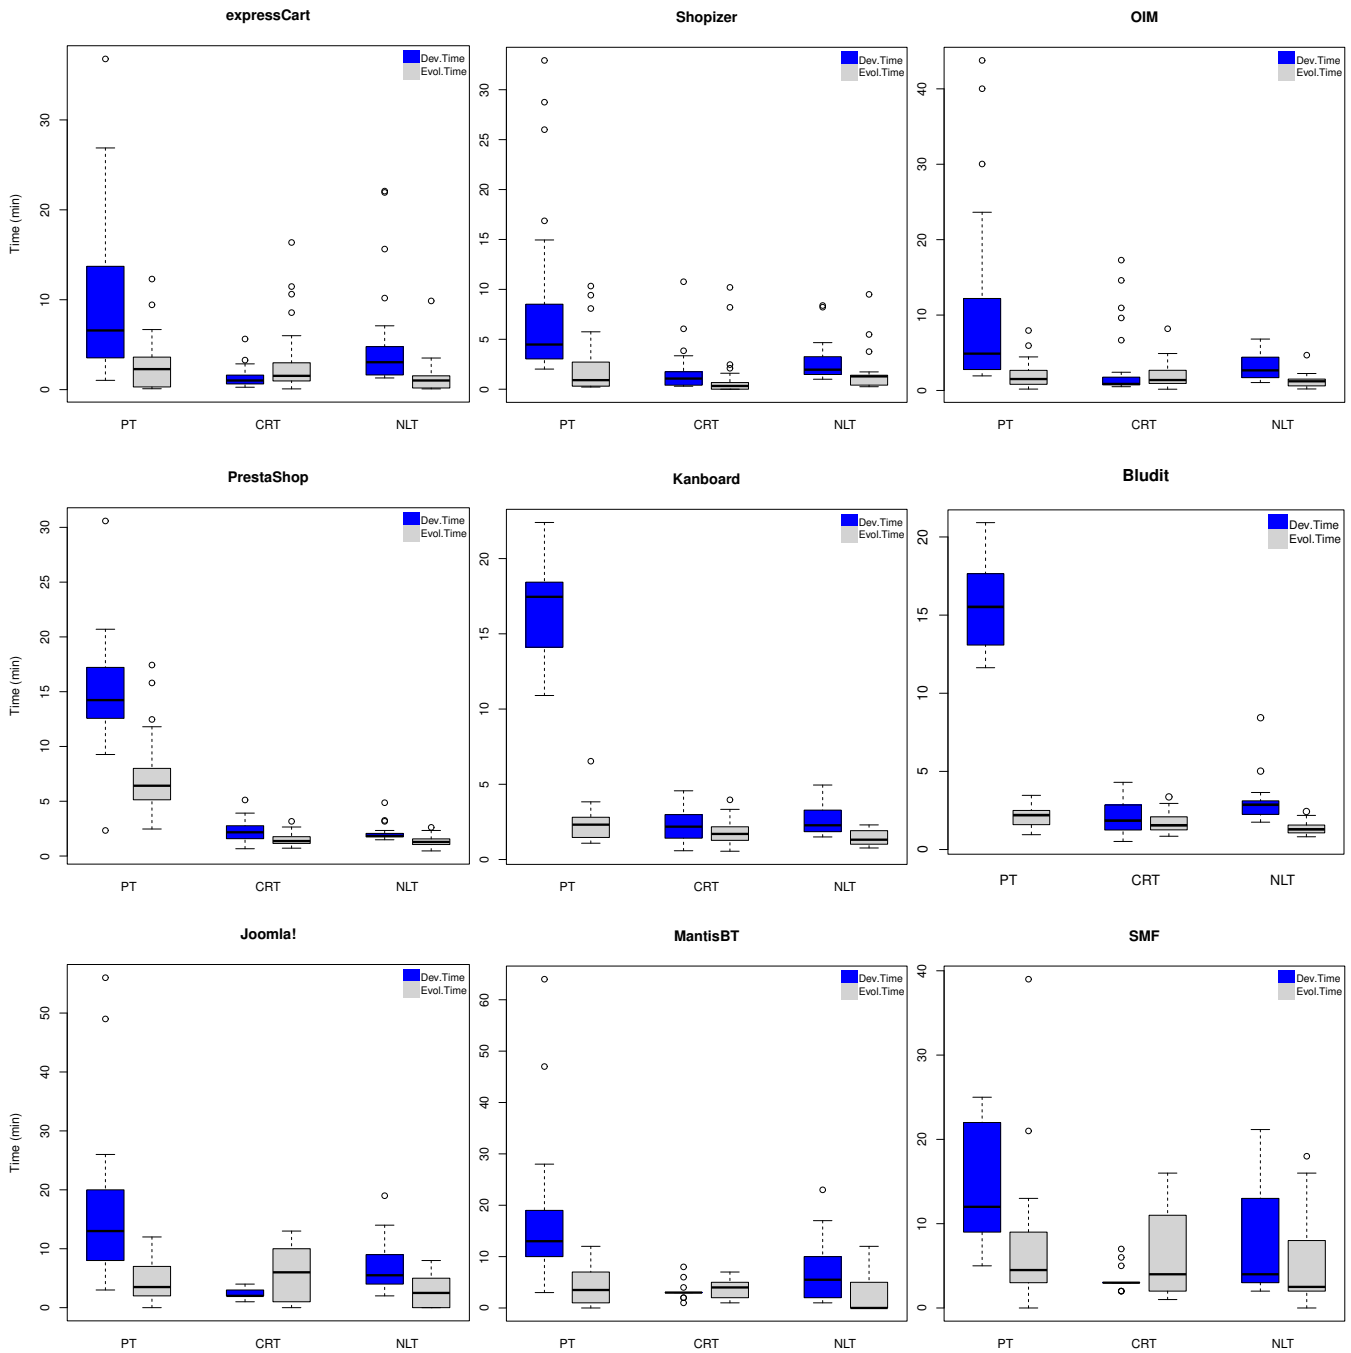 expressCart
Dev.Time
Evol.Time
Time (min)
30
20
10
0
PT CRT NLT
Shopizer
Dev.Time
Evol.Time
30
25
20
15
10
5
0
PT CRT NLT
OIM
Dev.Time
Evol.Time
40
30
20
10
0
PT CRT NLT
PrestaShop
Dev.Time
Evol.Time
Time (min)
30
25
20
15
10
5
0
PT CRT NLT
Kanboard
Dev.Time
Evol.Time
20
15
10
5
0
PT CRT NLT
Bludit
Dev.Time
Evol.Time
20
15
10
5
0
PT CRT NLT
Joomla!
Dev.Time
Evol.Time
Time (min)
50
40
30
20
10
0
PT CRT NLT
MantisBT
Dev.Time
Evol.Time
60
50
40
30
20
10
0
PT CRT NLT
SMF
Dev.Time
Evol.Time
40
30
20
10
0
PT CRT NLT